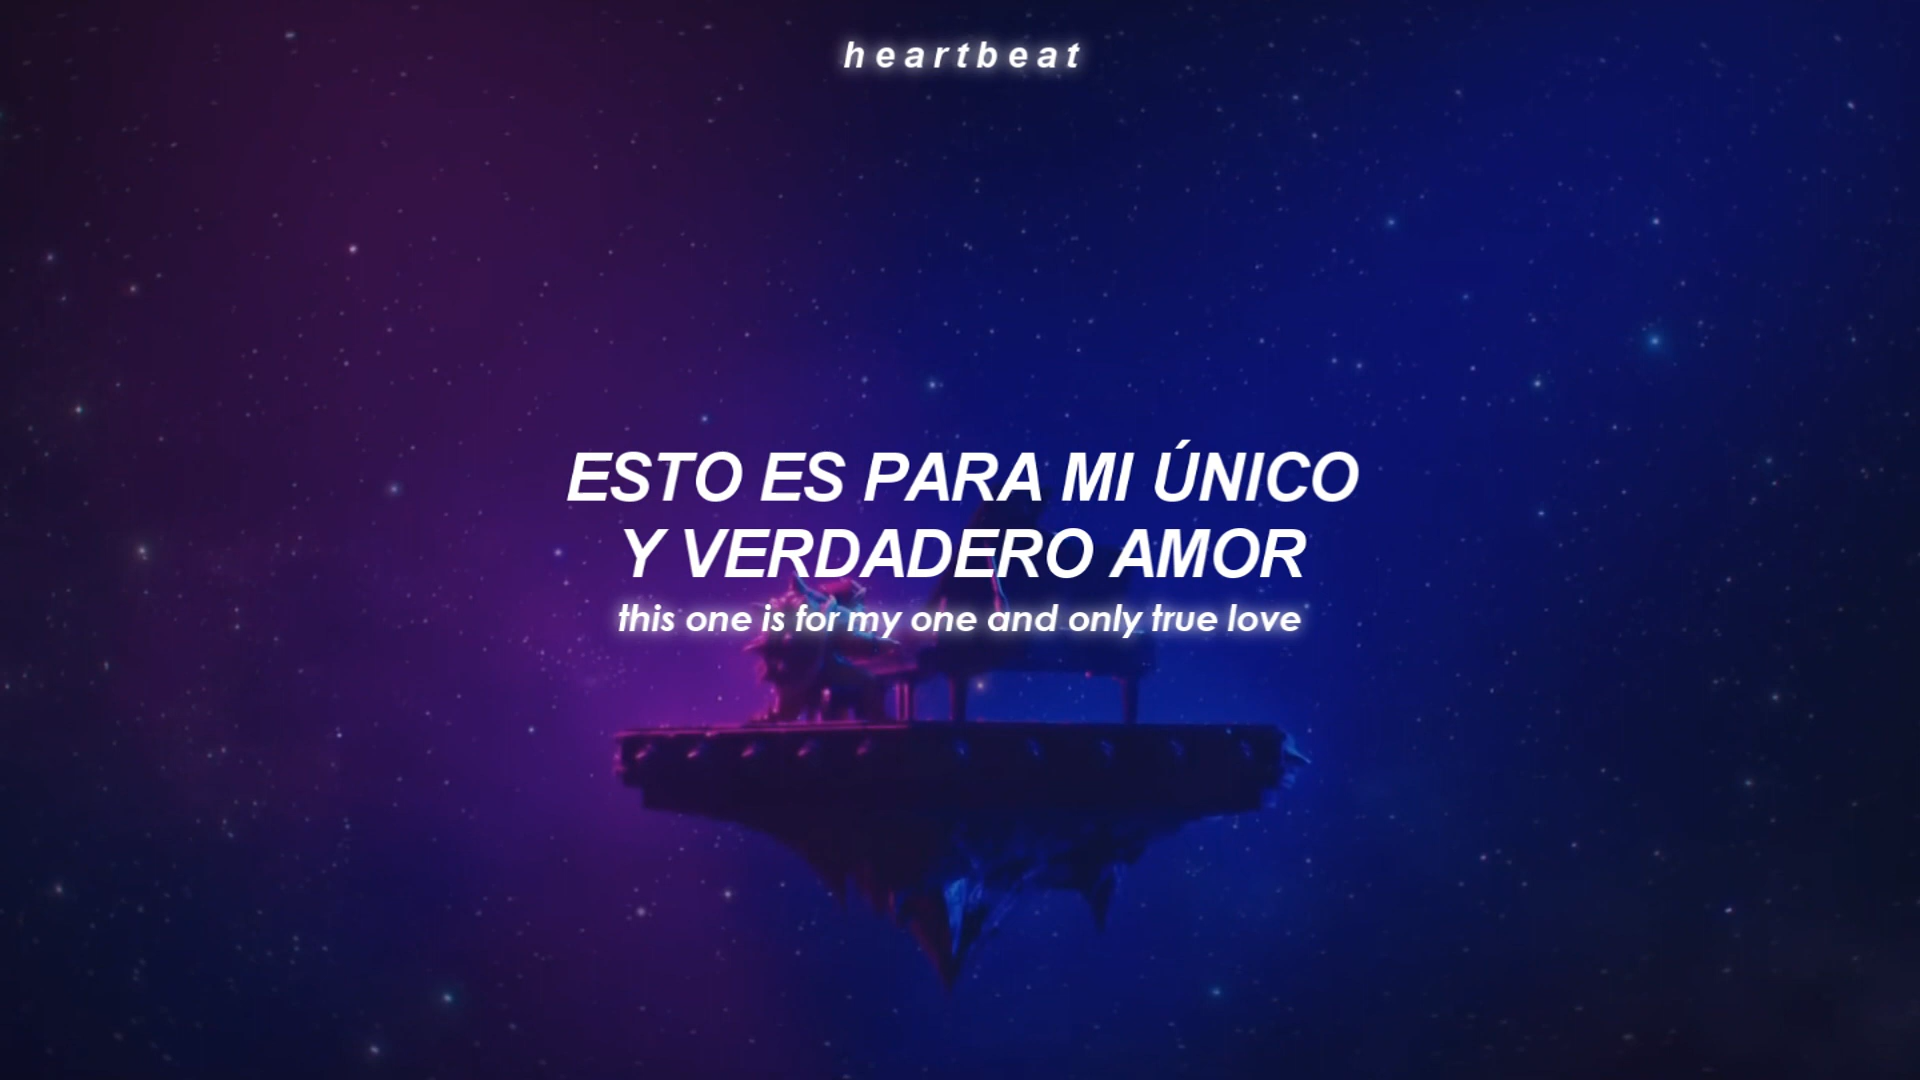 heartbeat
ESTO ES PARA MI ÚNICO
Y VERDADERO AMOR
this one is for my one and only true love